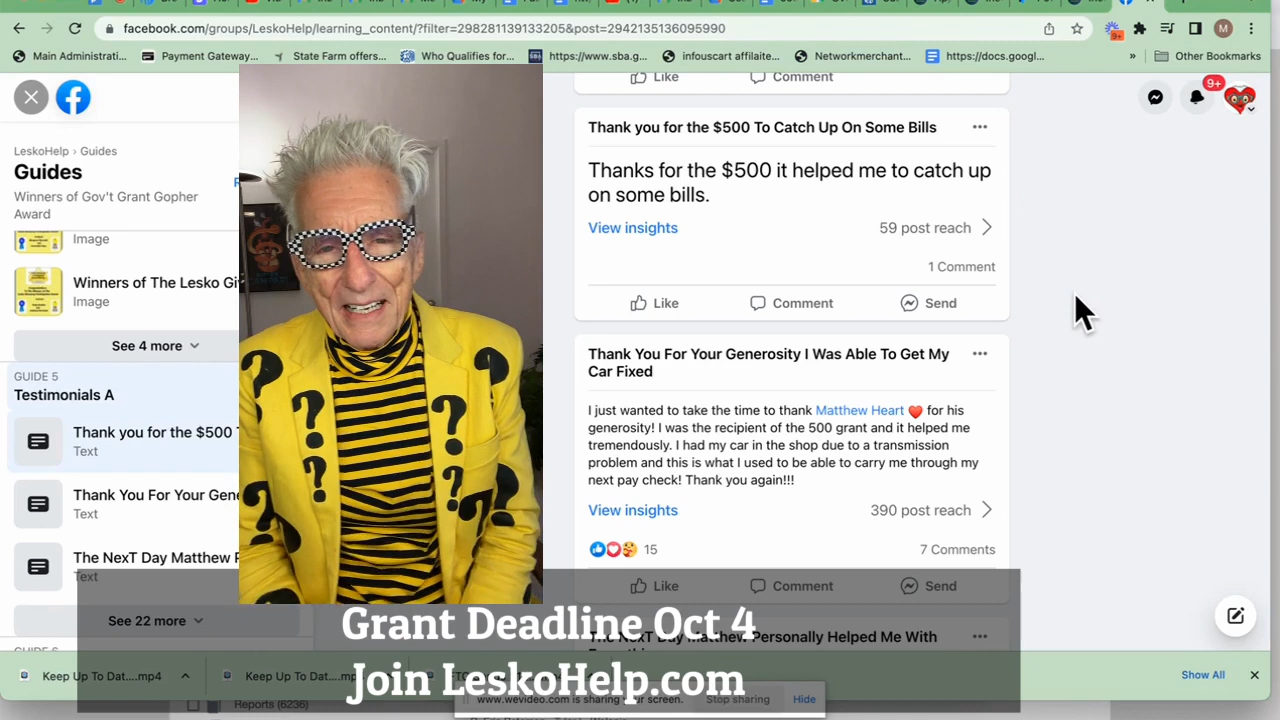 facebook.com/groups/LeskoHelp/learning_content/?filter=298281139133205&post=2942135136095990
M
9+
Main Administrati...
Payment Gateway...
State Farm offers...
Who Qualifies for...
https://www.sba.g...
infouscart affilaite...
Networkmerchant...
https://docs.googl...
»
Other Bookmarks
9+
LeskoHelp › Guides
Guides
Winners of Gov't Grant Gopher
Award
Image
Winners of The Lesko Gi
Image
See 4 more
GUIDE 5
Testimonials A
Thank you for the $500
Text
Thank You For Your Gene
Text
The NexT Day Matthew
Text
See 22 more
Like
Comment
Thank you for the $500 To Catch Up On Some Bills
Thanks for the $500 it helped me to catch up
on some bills.
View insights
59 post reach
1 Comment
Like
Comment
Send
Thank You For Your Generosity I Was Able To Get My
Car Fixed
I just wanted to take the time to thank Matthew Heart ❤️ for his
generosity! I was the recipient of the 500 grant and it helped me
tremendously. I had my car in the shop due to a transmission
problem and this is what I used to be able to carry me through my
next pay check! Thank you again!!!
View insights
390 post reach
15
7 Comments
Like
Comment
Send
The NexT Day Matthew Personally Helped Me With
Grant Deadline Oct 4
Join LeskoHelp.com
Keep Up To Dat....mp4
Keep Up To Dat....mp4
Show All
www.wevideo.com is sharing your screen.
Stop sharing
Hide
Reports (6236)